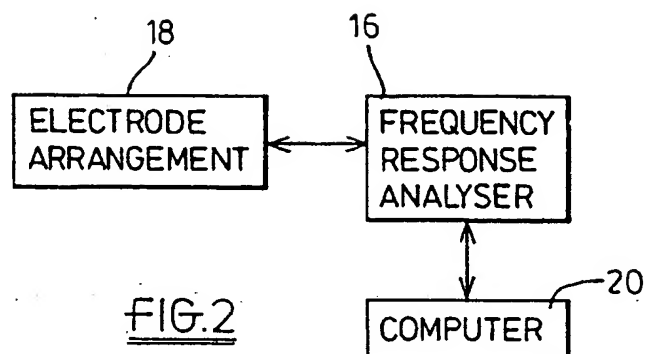 18
16
ELECTRODE
ARRANGEMENT
FREQUENCY
RESPONSE
ANALYSER
20
FIG.2
COMPUTER